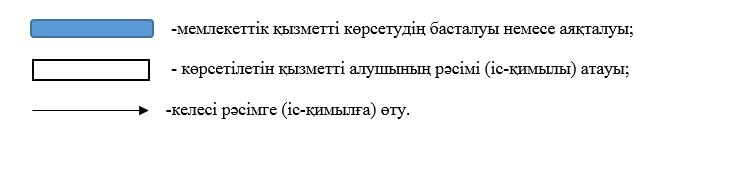 -мемлекеттік қызметті көрсетудің басталуы немесе аяқталуы;
- көрсетілетін қызметті алушының рәсімі (іс-қимылы) атауы;
-келесі рәсімге (іс-қимылға) өту.